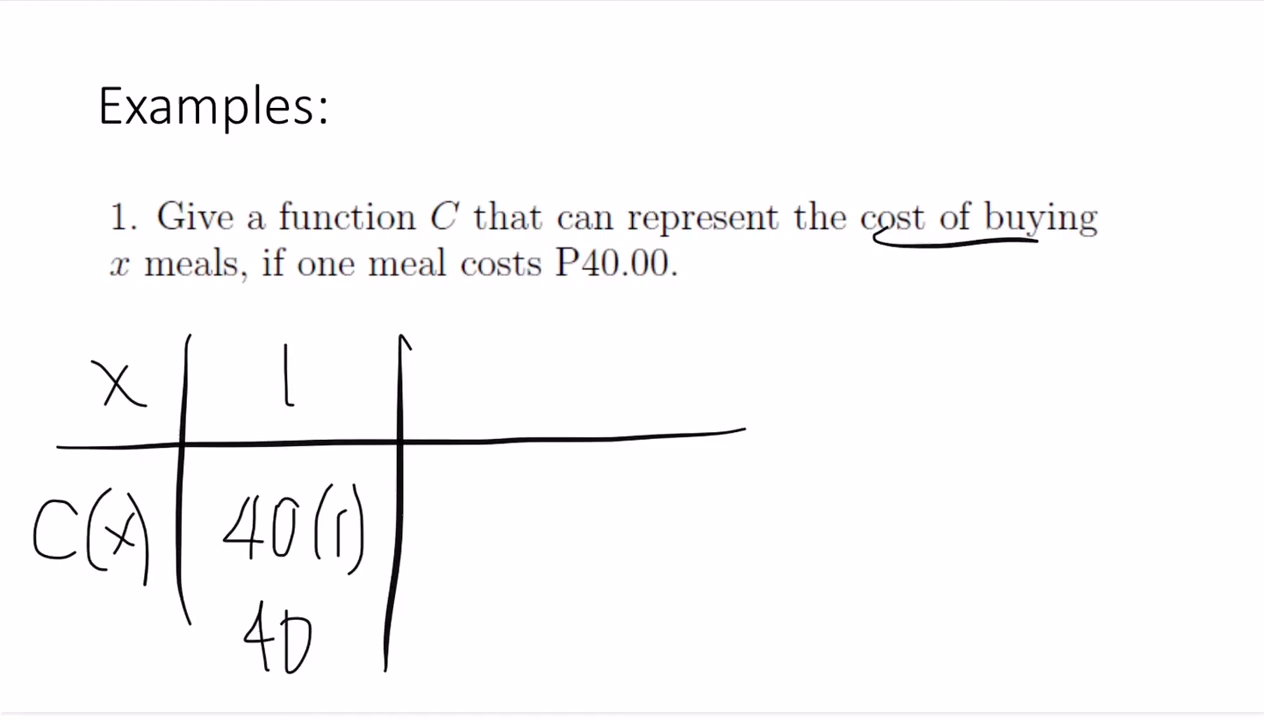 Examples:
1. Give a function C that can represent the cost of buying
x meals, if one meal costs P40.00.
x 1
C(x) 40(1)
40